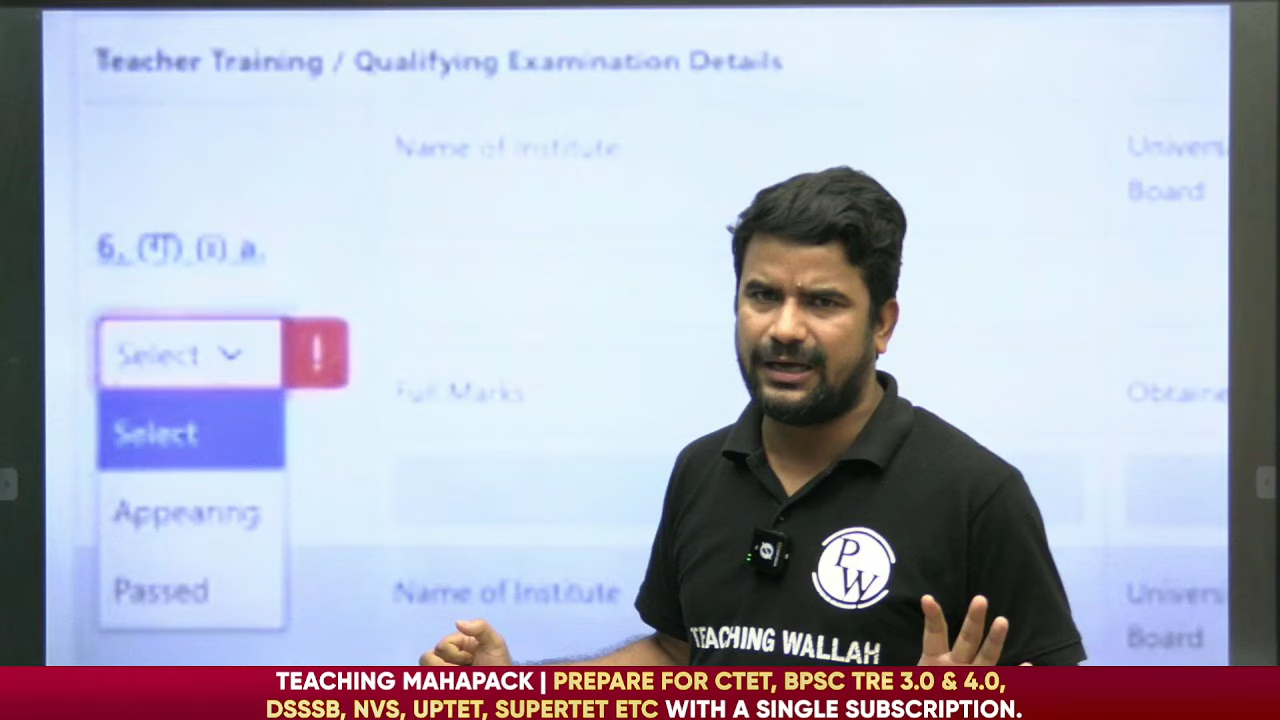 Teacher Training / Qualifying Examination Details
Name of Institute
Univers
Board
6. (ग) (i) a.
Select
Select
Full Marks
Obtaine
Appearing
Passed
Name of Institute
Univers
Board
PW
TEACHING WALLAH
TEACHING MAHAPACK | PREPARE FOR CTET, BPSC TRE 3.0 & 4.0,
DSSSB, NVS, UPTET, SUPERTET ETC WITH A SINGLE SUBSCRIPTION.